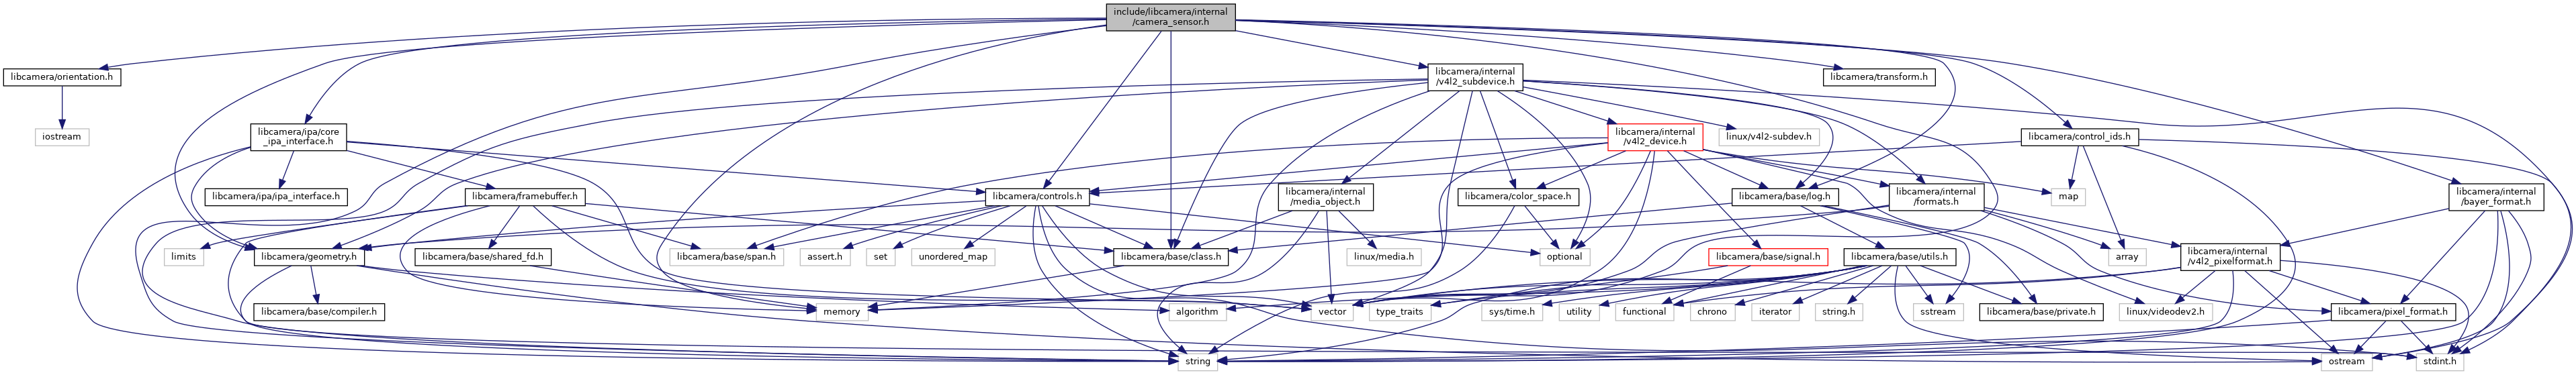 include/libcamera/internal
/camera_sensor.h
libcamera/orientation.h
libcamera/internal
/v4l2_subdevice.h
libcamera/transform.h
iostream
libcamera/ipa/core
_ipa_interface.h
libcamera/internal
/v4l2_device.h
linux/v4l2-subdev.h
libcamera/control_ids.h
libcamera/ipa/ipa_interface.h
libcamera/framebuffer.h
libcamera/controls.h
libcamera/internal
/media_object.h
libcamera/color_space.h
libcamera/base/log.h
libcamera/internal
/formats.h
map
libcamera/internal
/bayer_format.h
limits
libcamera/geometry.h
libcamera/base/shared_fd.h
libcamera/base/span.h
assert.h
set
unordered_map
libcamera/base/class.h
linux/media.h
optional
libcamera/base/signal.h
libcamera/base/utils.h
array
libcamera/internal
/v4l2_pixelformat.h
libcamera/base/compiler.h
memory
algorithm
vector
type_traits
sys/time.h
utility
functional
chrono
iterator
string.h
sstream
libcamera/base/private.h
linux/videodev2.h
libcamera/pixel_format.h
string
ostream
stdint.h